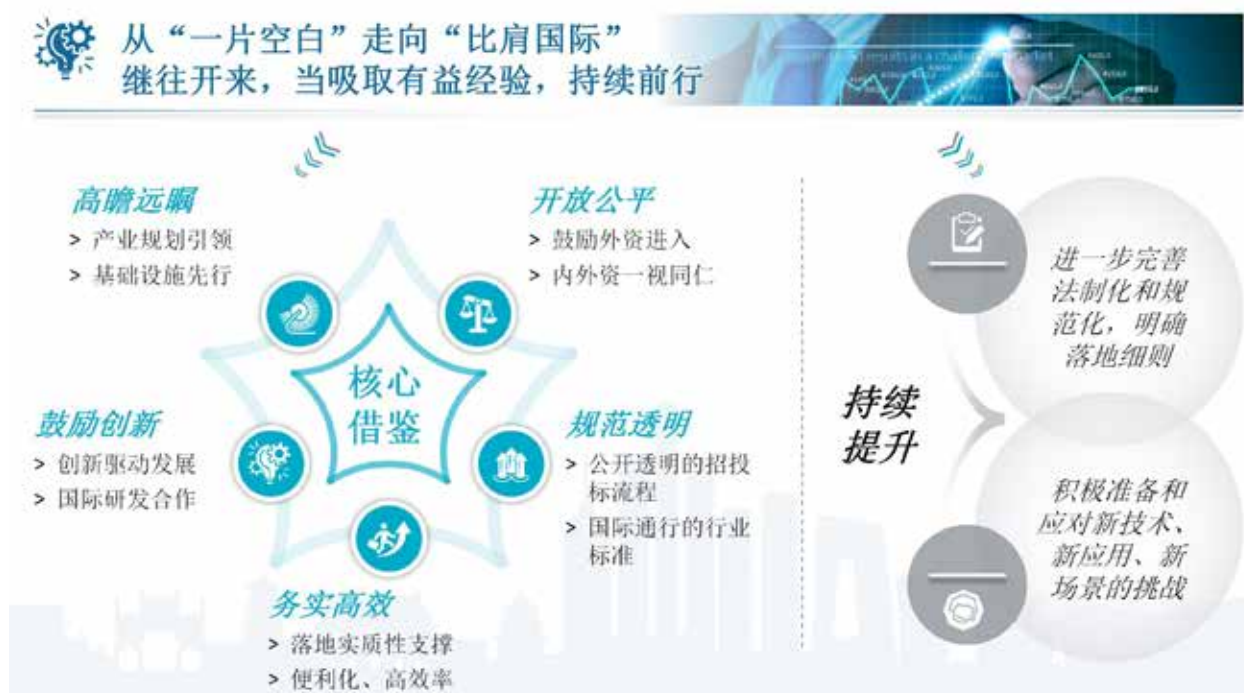 从“一片空白”走向“比肩国际”
继往开来，当吸取有益经验，持续前行
高瞻远瞩
> 产业规划引领
> 基础设施先行
开放公平
> 鼓励外资进入
> 内外资一视同仁
核心
借鉴
鼓励创新
> 创新驱动发展
> 国际研发合作
规范透明
> 公开透明的招投
标流程
> 国际通行的行业
标准
务实高效
> 落地实质性支撑
> 便利化、高效率
持续
提升
进一步完善
法制化和规
范化，明确
落地细则
积极准备和
应对新技术、
新应用、新
场景的挑战